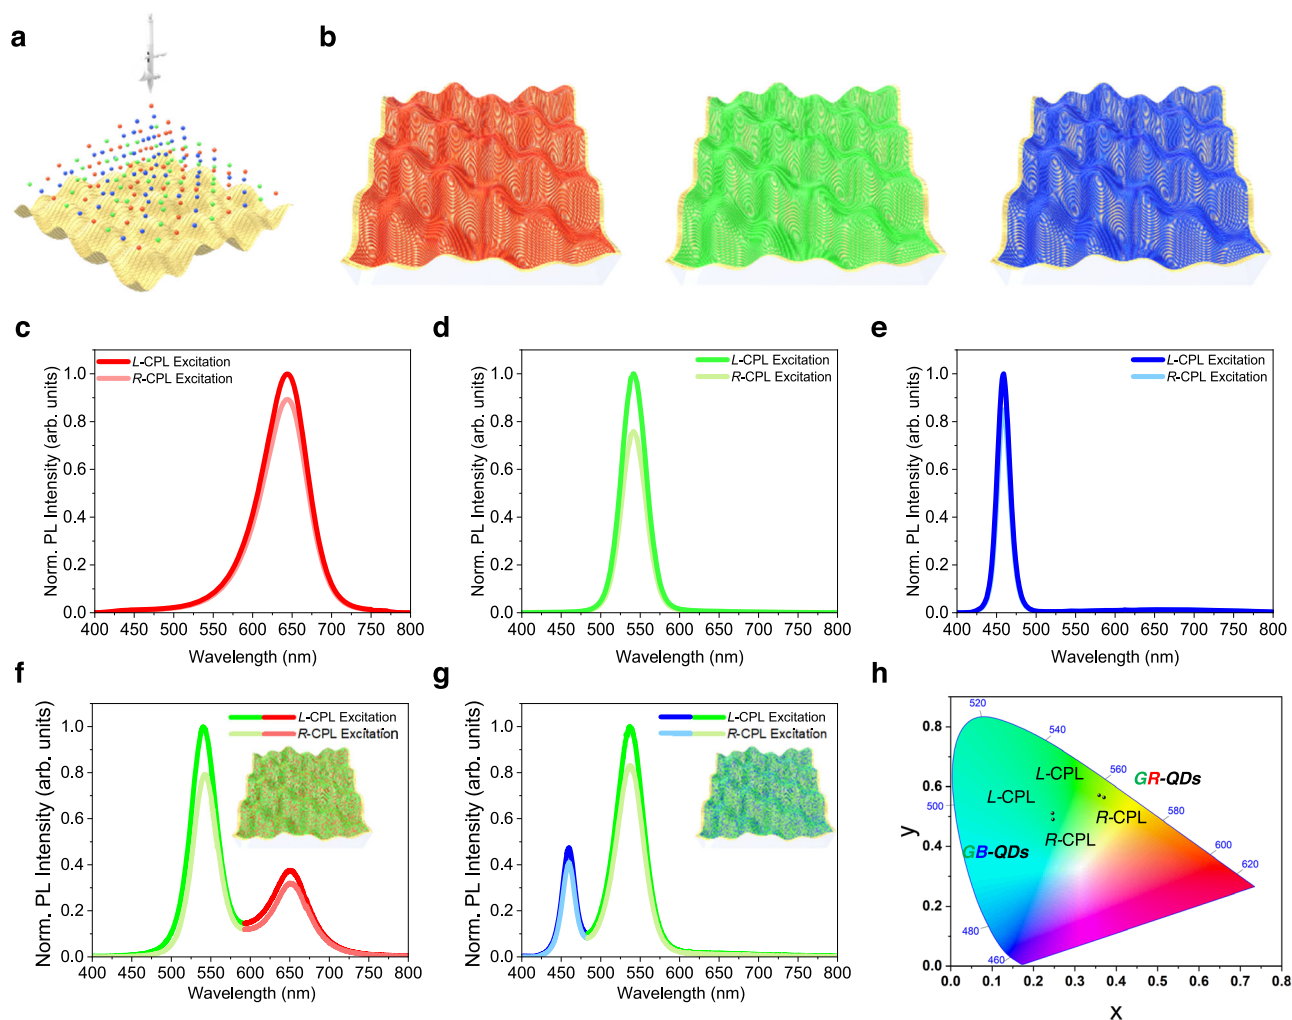 a
b
c
L-CPL Excitation
R-CPL Excitation
1.0
0.8
0.6
0.4
0.2
0.0
400 450 500 550 600 650 700 750 800
Norm. PL Intensity (arb. units)
Wavelength (nm)
d
L-CPL Excitation
R-CPL Excitation
1.0
0.8
0.6
0.4
0.2
0.0
400 450 500 550 600 650 700 750 800
Norm. PL Intensity (arb. units)
Wavelength (nm)
e
L-CPL Excitation
R-CPL Excitation
1.0
0.8
0.6
0.4
0.2
0.0
400 450 500 550 600 650 700 750 800
Norm. PL Intensity (arb. units)
Wavelength (nm)
f
L-CPL Excitation
R-CPL Excitation
1.0
0.8
0.6
0.4
0.2
0.0
400 450 500 550 600 650 700 750 800
Norm. PL Intensity (arb. units)
Wavelength (nm)
g
L-CPL Excitation
R-CPL Excitation
1.0
0.8
0.6
0.4
0.2
0.0
400 450 500 550 600 650 700 750 800
Norm. PL Intensity (arb. units)
Wavelength (nm)
h
0.8
0.6
0.4
0.2
0.0
0.0 0.1 0.2 0.3 0.4 0.5 0.6 0.7 0.8
y
x
520
540
560
580
600
620
500
480
460
L-CPL
GR-QDs
L-CPL
R-CPL
R-CPL
GB-QDs